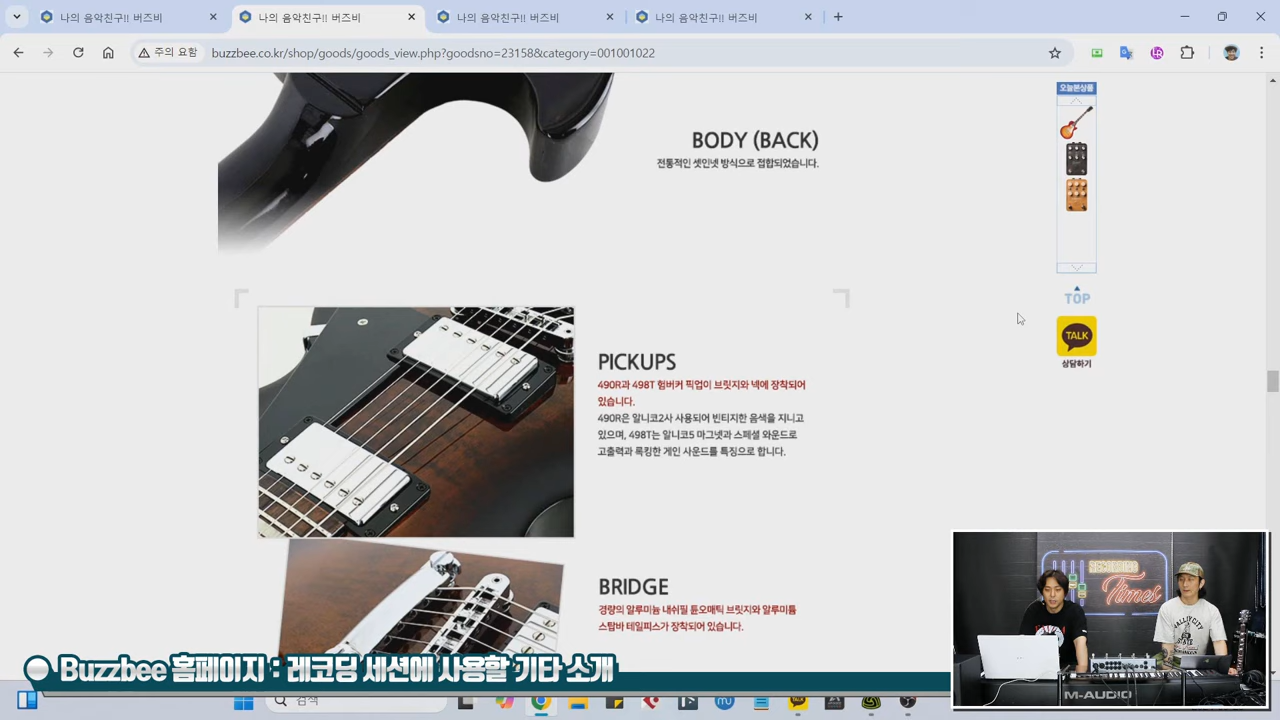 나의 음악친구!! 버즈비
나의 음악친구!! 버즈비
나의 음악친구!! 버즈비
나의 음악친구!! 버즈비
주의 요함
buzzbee.co.kr/shop/goods/goods_view.php?goodsno=23158&category=001001022
오늘본상품
BODY (BACK)
전통적인 셋인넷 방식으로 접합되었습니다.
TOP
TALK
상담하기
PICKUPS
490R과 498T 험버커 픽업이 브릿지와 넥에 장착되어
있습니다.
490R은 알니코2사 사용되어 빈티지한 음색을 지니고
있으며, 498T는 알니코5 마그넷과 스페셜 와운드로
고출력과 록킹한 게인 사운드를 특징으로 합니다.
BRIDGE
경량의 알루미늄 내쉬빌 튠오매틱 브릿지와 알루미튬
스탑바 테일피스가 장착되어 있습니다.
Times
M-AUDIO
Buzzbee 홈페이지 : 레코딩 세션에 사용할 기타 소개
검색